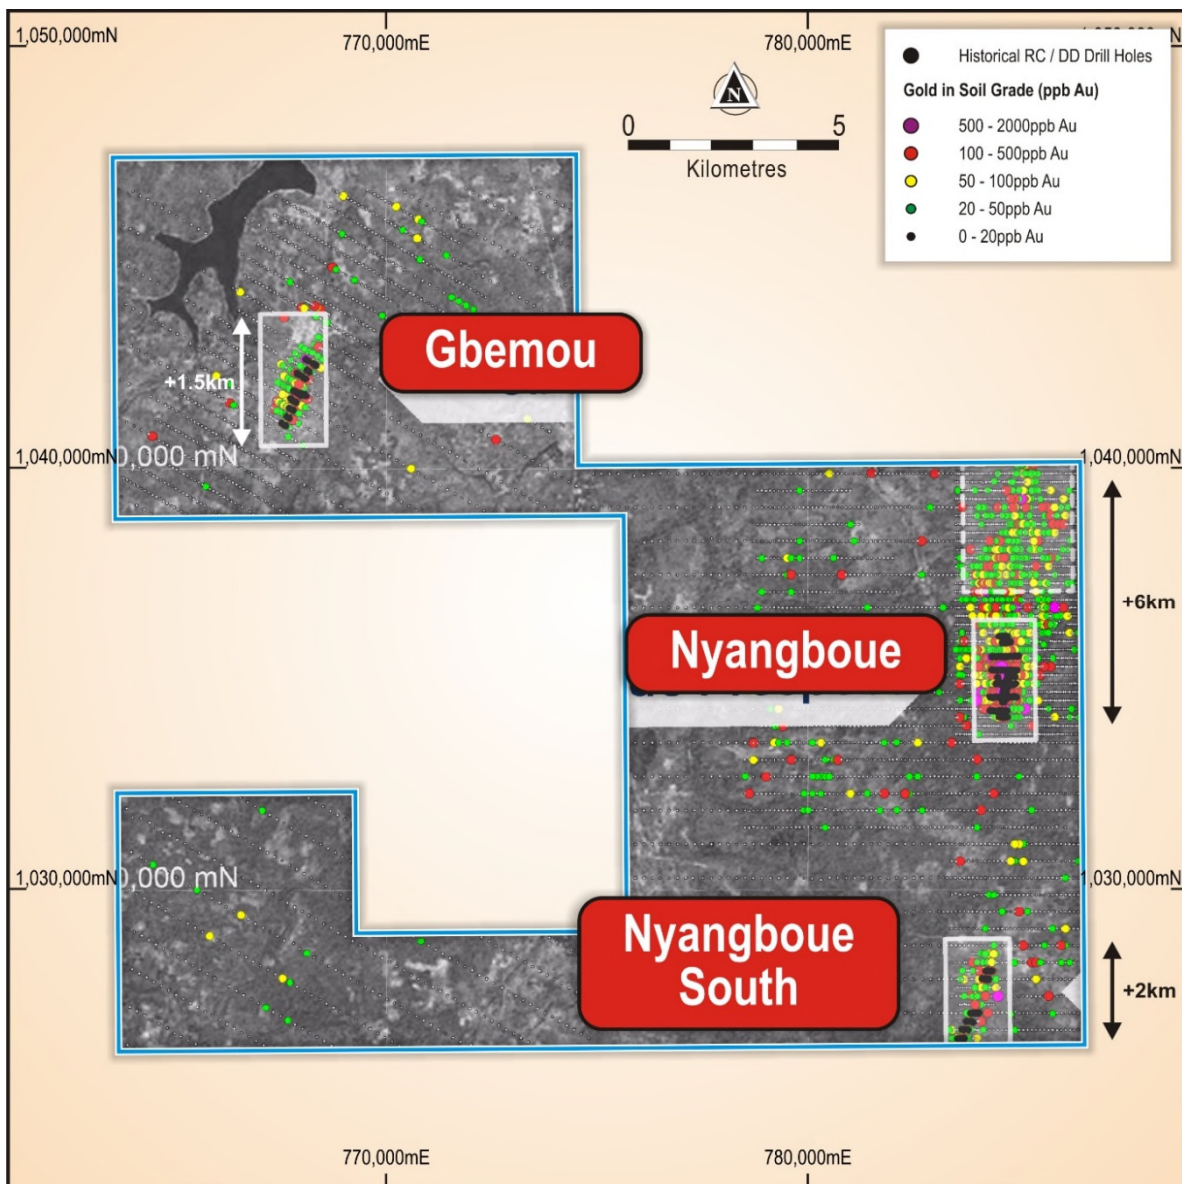 1,050,000mN
770,000mE
780,000mE
Historical RC / DD Drill Holes
Gold in Soil Grade (ppb Au)
500 - 2000ppb Au
100 - 500ppb Au
50 - 100ppb Au
20 - 50ppb Au
0 - 20ppb Au
N
0
5
Kilometres
Gbemou
+1.5km
1,040,000mN
0,000 mN
1,040,000mN
+6km
Nyangboue
1,030,000mN
0,000 mN
1,030,000mN
Nyangboue
South
+2km
770,000mE
780,000mE